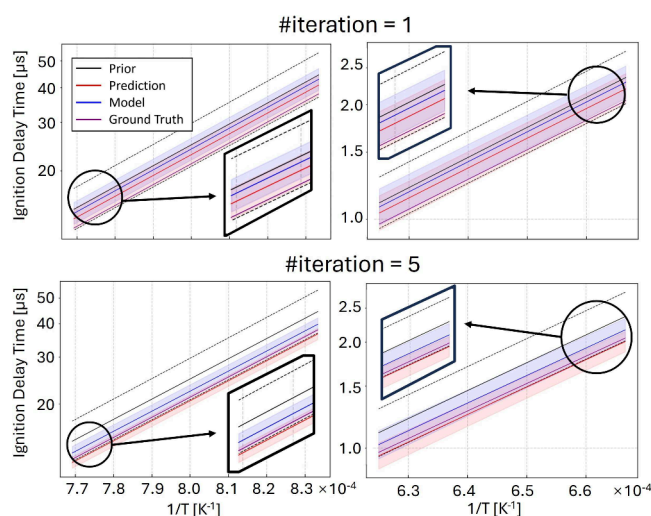 #iteration = 1
Ignition Delay Time [μs]
50
40
30
20
Prior
Prediction
Model
Ground Truth
2.5
2.0
1.5
1.0
#iteration = 5
Ignition Delay Time [μs]
50
40
30
20
2.5
2.0
1.5
1.0
7.7 7.8 7.9 8.0 8.1 8.2 8.3 ×10⁻⁴
1/T [K⁻¹]
6.3 6.4 6.5 6.6 ×10⁻⁴
1/T [K⁻¹]